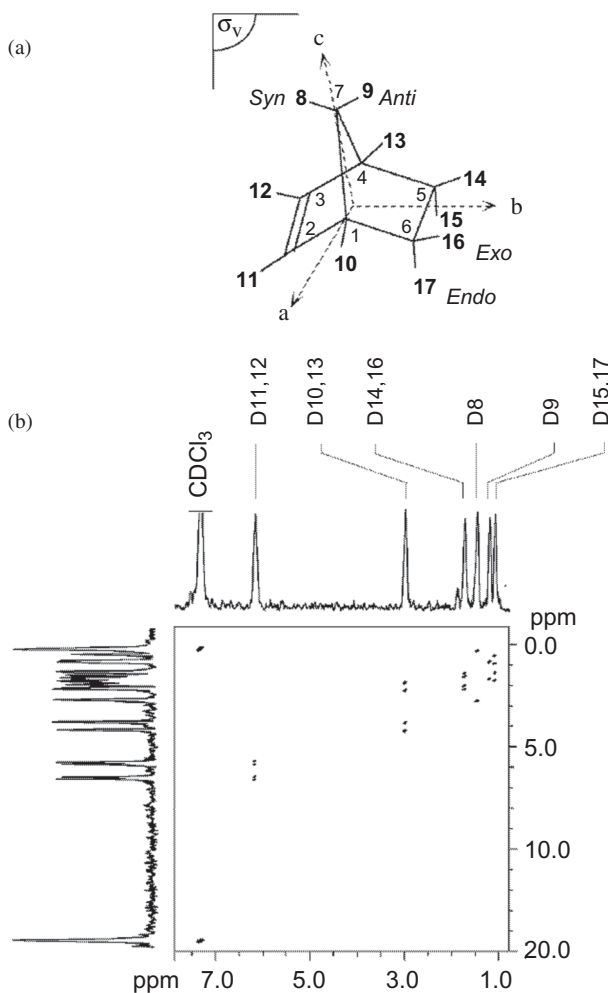 (a)
σv
c
7
Syn 8 9 Anti
13
4
12 3 5 14
b
15
2 1 6 16
10 Exo
11 17
a Endo
(b)
CDCl3
D11,12
D10,13
D14,16
D8
D9
D15,17
ppm
0.0
5.0
10.0
20.0
ppm 7.0 5.0 3.0 1.0